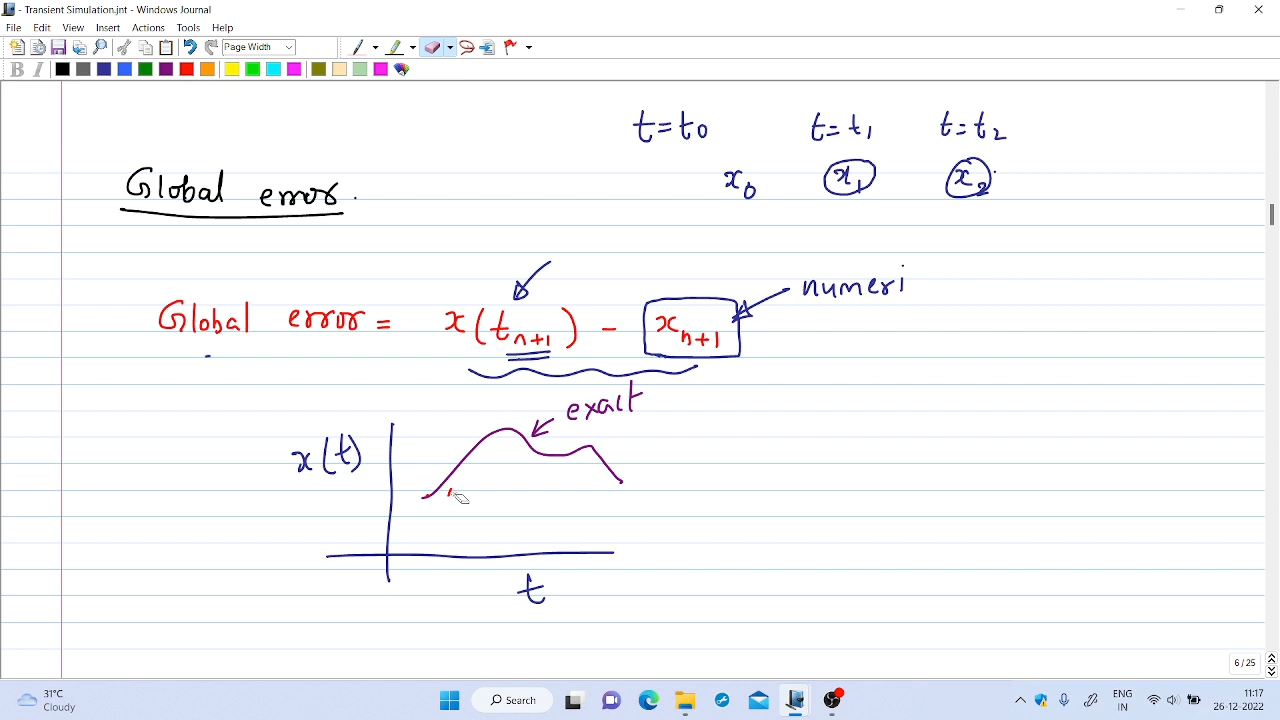 Transient Simulation.jnt - Windows Journal
File Edit View Insert Actions Tools Help
Page Width
B I
t=t0 t=t1 t=t2
x0 x1 x2
Global error.
numeri
Global error = x(tn+1) - xn+1
exact
x(t)
t
6 / 25
31°C
Cloudy
Search
ENG
IN
11:17
26-12-2022